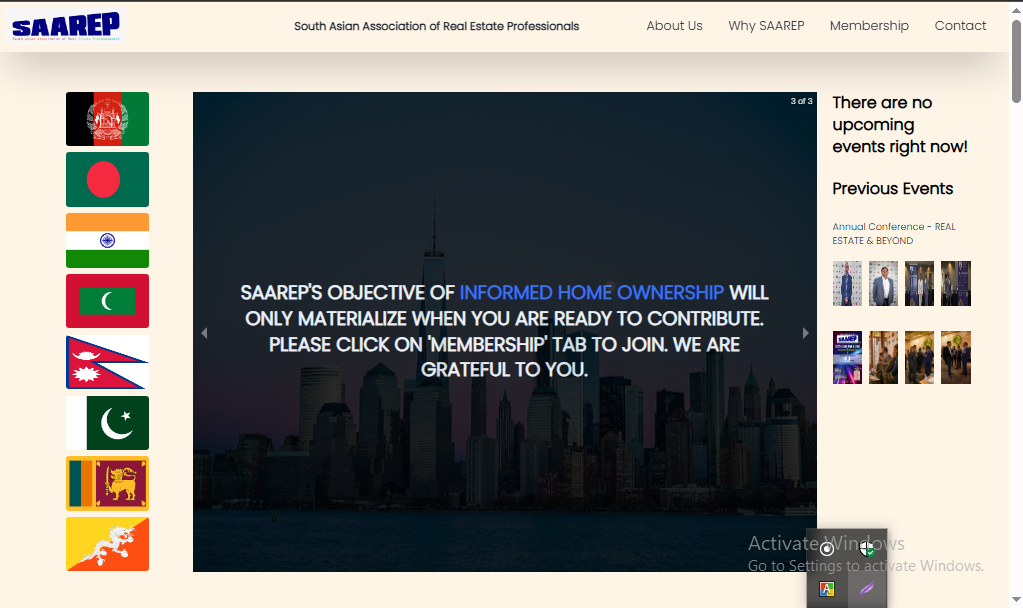 SAAREP
South Asian Association of Real Estate Professionals
South Asian Association of Real Estate Professionals
About Us
Why SAAREP
Membership
Contact
3 of 3
SAAREP'S OBJECTIVE OF INFORMED HOME OWNERSHIP WILL
ONLY MATERIALIZE WHEN YOU ARE READY TO CONTRIBUTE.
PLEASE CLICK ON 'MEMBERSHIP' TAB TO JOIN. WE ARE
GRATEFUL TO YOU.
There are no
upcoming
events right now!
Previous Events
Annual Conference - REAL
ESTATE & BEYOND
SAAREP
Activate Windows
Go to Settings to activate Windows.
A